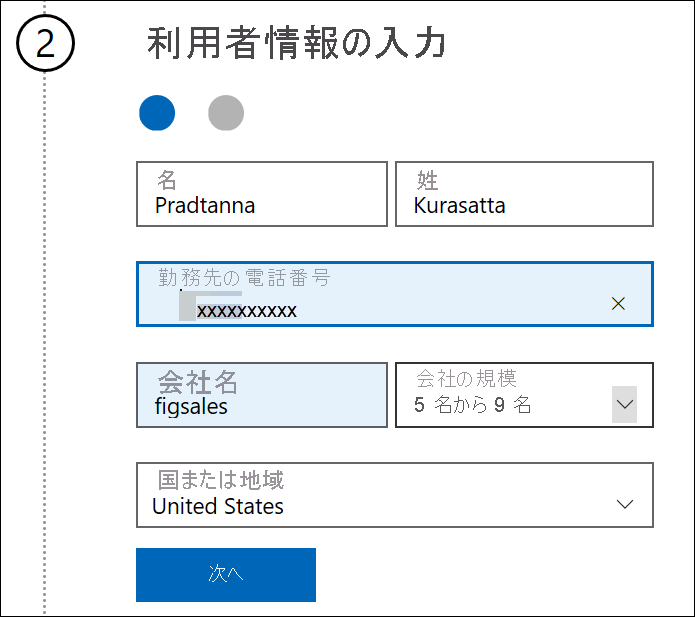 2
利用者情報の入力
名 姓
Pradtanna Kurasatta
勤務先の電話番号
xxxxxxxxxx
会社名 会社の規模
figsales 5 名から 9 名
国または地域
United States
次へ